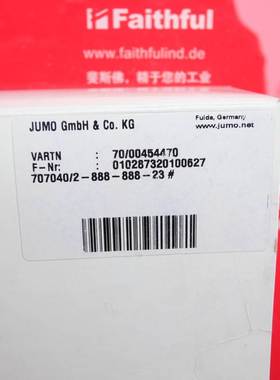 Faithful
www.faithfulind.de
斐斯佛，精于您的工业
JUMO GmbH & Co. KG
Fulda, Germany
www.jumo.net
VARTN : 70/00454470
F-Nr: : 010287320100627
707040/2-888-888-23 #